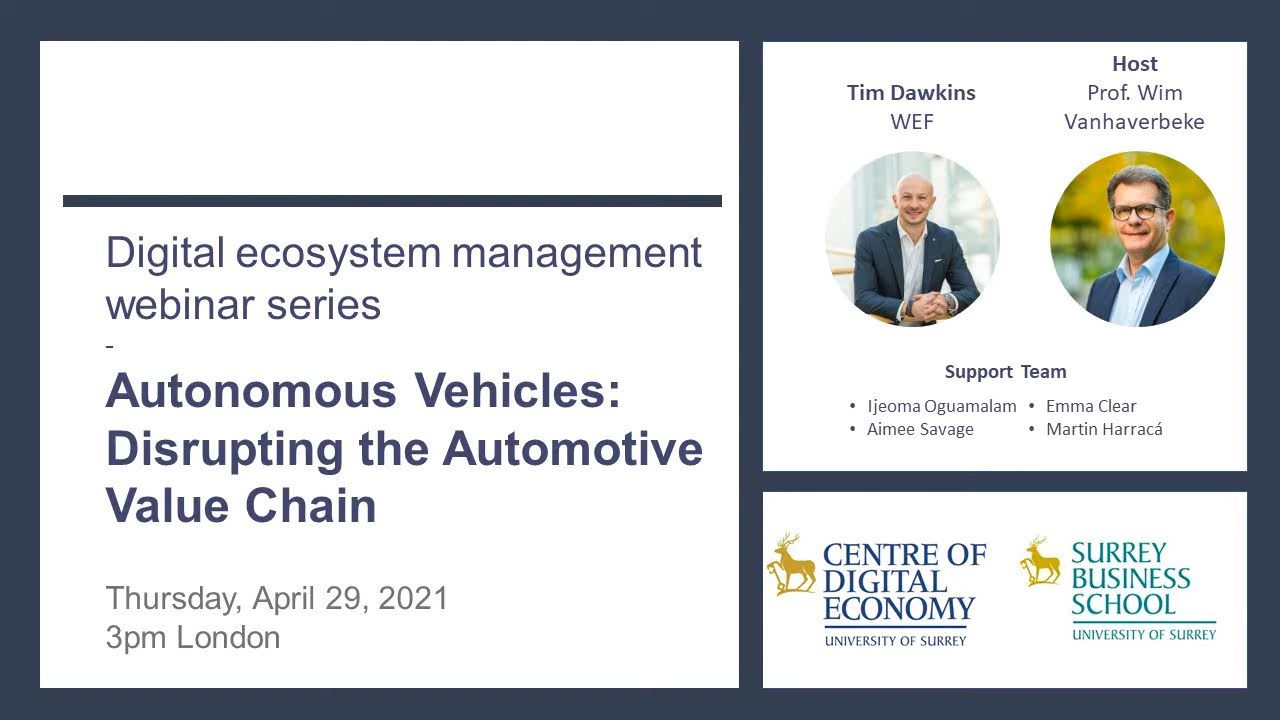 Digital ecosystem management
webinar series
-
Autonomous Vehicles:
Disrupting the Automotive
Value Chain
Thursday, April 29, 2021
3pm London
Tim Dawkins
WEF
Host
Prof. Wim
Vanhaverbeke
Support Team
• Ijeoma Oguamalam
• Aimee Savage
• Emma Clear
• Martin Harracá
CENTRE OF
DIGITAL
ECONOMY
UNIVERSITY OF SURREY
SURREY
BUSINESS
SCHOOL
UNIVERSITY OF SURREY